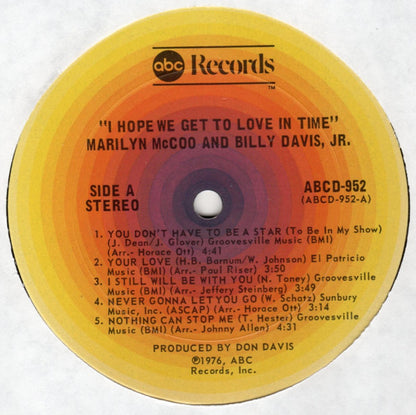 abc Records
TM
"I HOPE WE GET TO LOVE IN TIME"
MARILYN McCOO AND BILLY DAVIS, JR.
SIDE A
STEREO
ABCD-952
(ABCD-952-A)
1. YOU DON'T HAVE TO BE A STAR (To Be In My Show)
(J. Dean/J. Glover) Groovesville Music (BMI)
(Arr.- Horace Ott) 4:41
2. YOUR LOVE (H.B. Barnum/W. Johnson) El Patricio
Music (BMI) (Arr.- Paul Riser) 3:50
3. I STILL WILL BE WITH YOU (N. Toney) Groovesville
Music (BMI) (Arr.- Jeffery Steinberg) 3:49
4. NEVER GONNA LET YOU GO (W. Schatz) Sunbury
Music, Inc. (ASCAP) (Arr.- Horace Ott) 3:14
5. NOTHING CAN STOP ME (T. Hester) Groovesville
Music (BMI) (Arr.- Johnny Allen) 4:31
PRODUCED BY DON DAVIS
℗1976, ABC
Records, Inc.